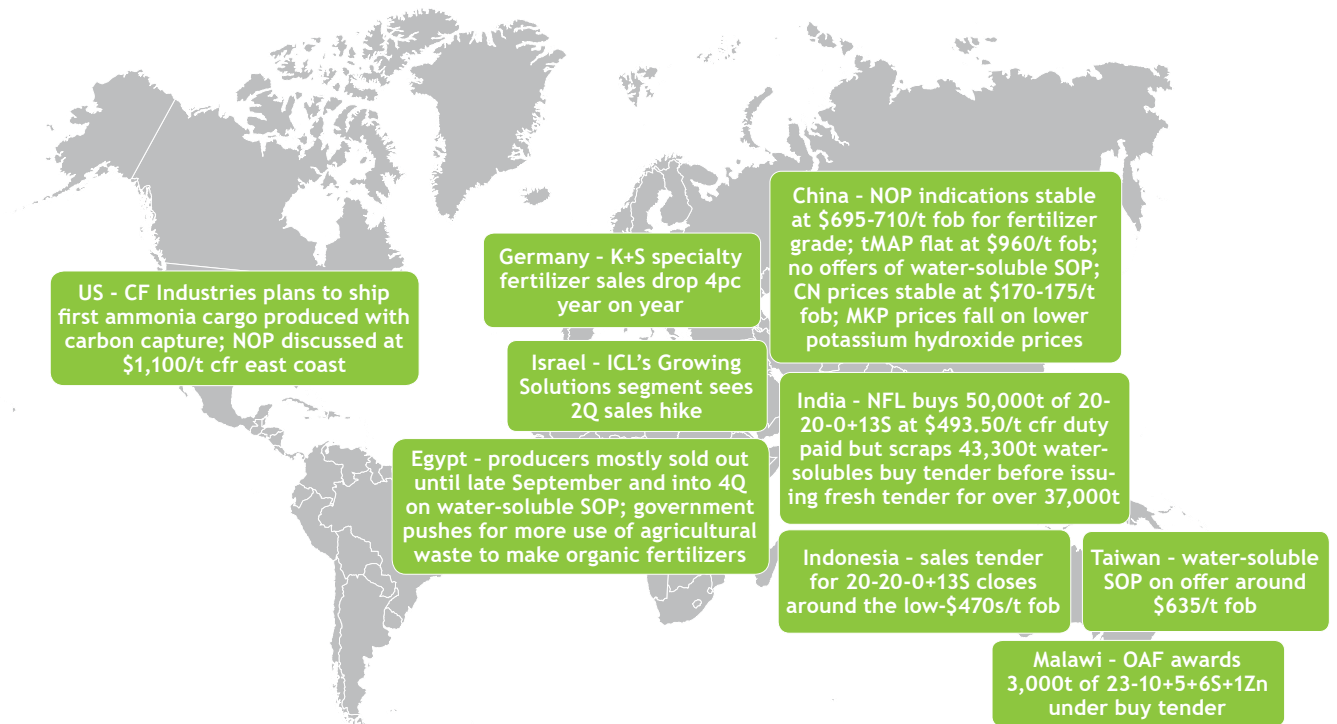 US - CF Industries plans to ship
first ammonia cargo produced with
carbon capture; NOP discussed at
$1,100/t cfr east coast
Germany - K+S specialty
fertilizer sales drop 4pc
year on year
Israel - ICL's Growing
Solutions segment sees
2Q sales hike
Egypt - producers mostly sold out
until late September and into 4Q
on water-soluble SOP; government
pushes for more use of agricultural
waste to make organic fertilizers
China - NOP indications stable
at $695-710/t fob for fertilizer
grade; tMAP flat at $960/t fob;
no offers of water-soluble SOP;
CN prices stable at $170-175/t
fob; MKP prices fall on lower
potassium hydroxide prices
India - NFL buys 50,000t of 20-
20-0+13S at $493.50/t cfr duty
paid but scraps 43,300t water-
solubles buy tender before issu-
ing fresh tender for over 37,000t
Indonesia - sales tender
for 20-20-0+13S closes
around the low-$470s/t fob
Taiwan - water-soluble
SOP on offer around
$635/t fob
Malawi - OAF awards
3,000t of 23-10+5+6S+1Zn
under buy tender